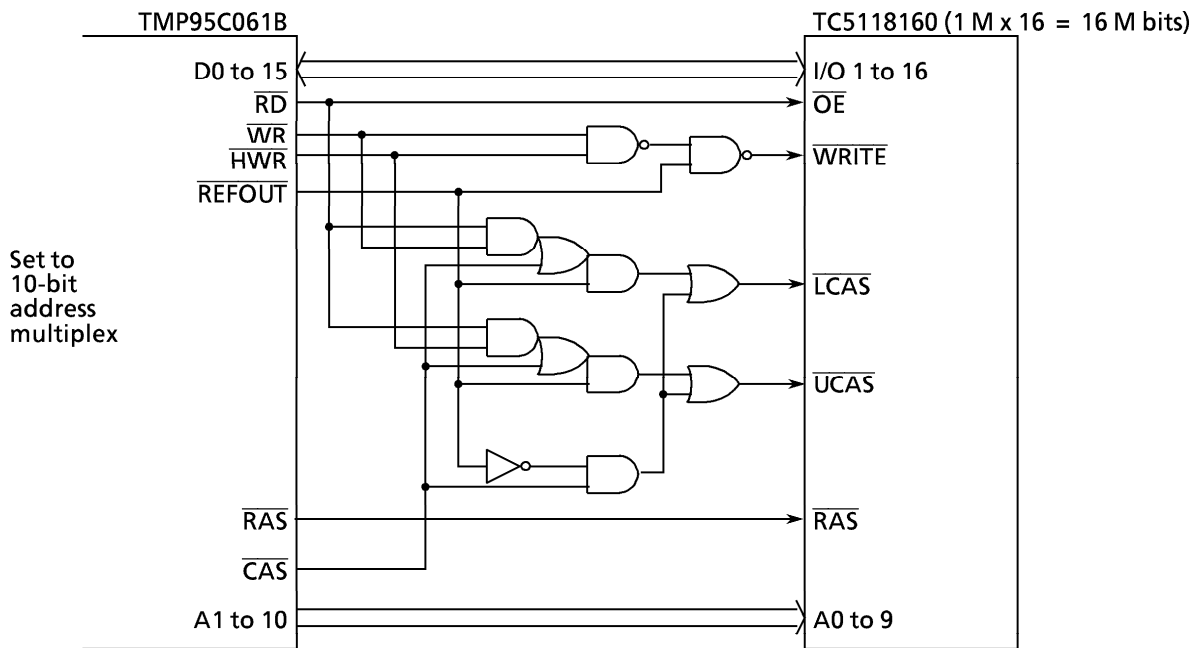 TMP95C061B
TC5118160 (1 M x 16 = 16 M bits)
D0 to 15
I/O 1 to 16
RD
OE
WR
HWR
WRITE
REFOUT
Set to
10-bit
address
multiplex
LCAS
UCAS
RAS
RAS
CAS
A1 to 10
A0 to 9